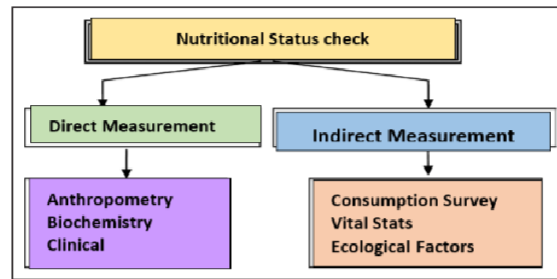 Nutritional Status check
Direct Measurement
Indirect Measurement
Anthropometry
Biochemistry
Clinical
Consumption Survey
Vital Stats
Ecological Factors